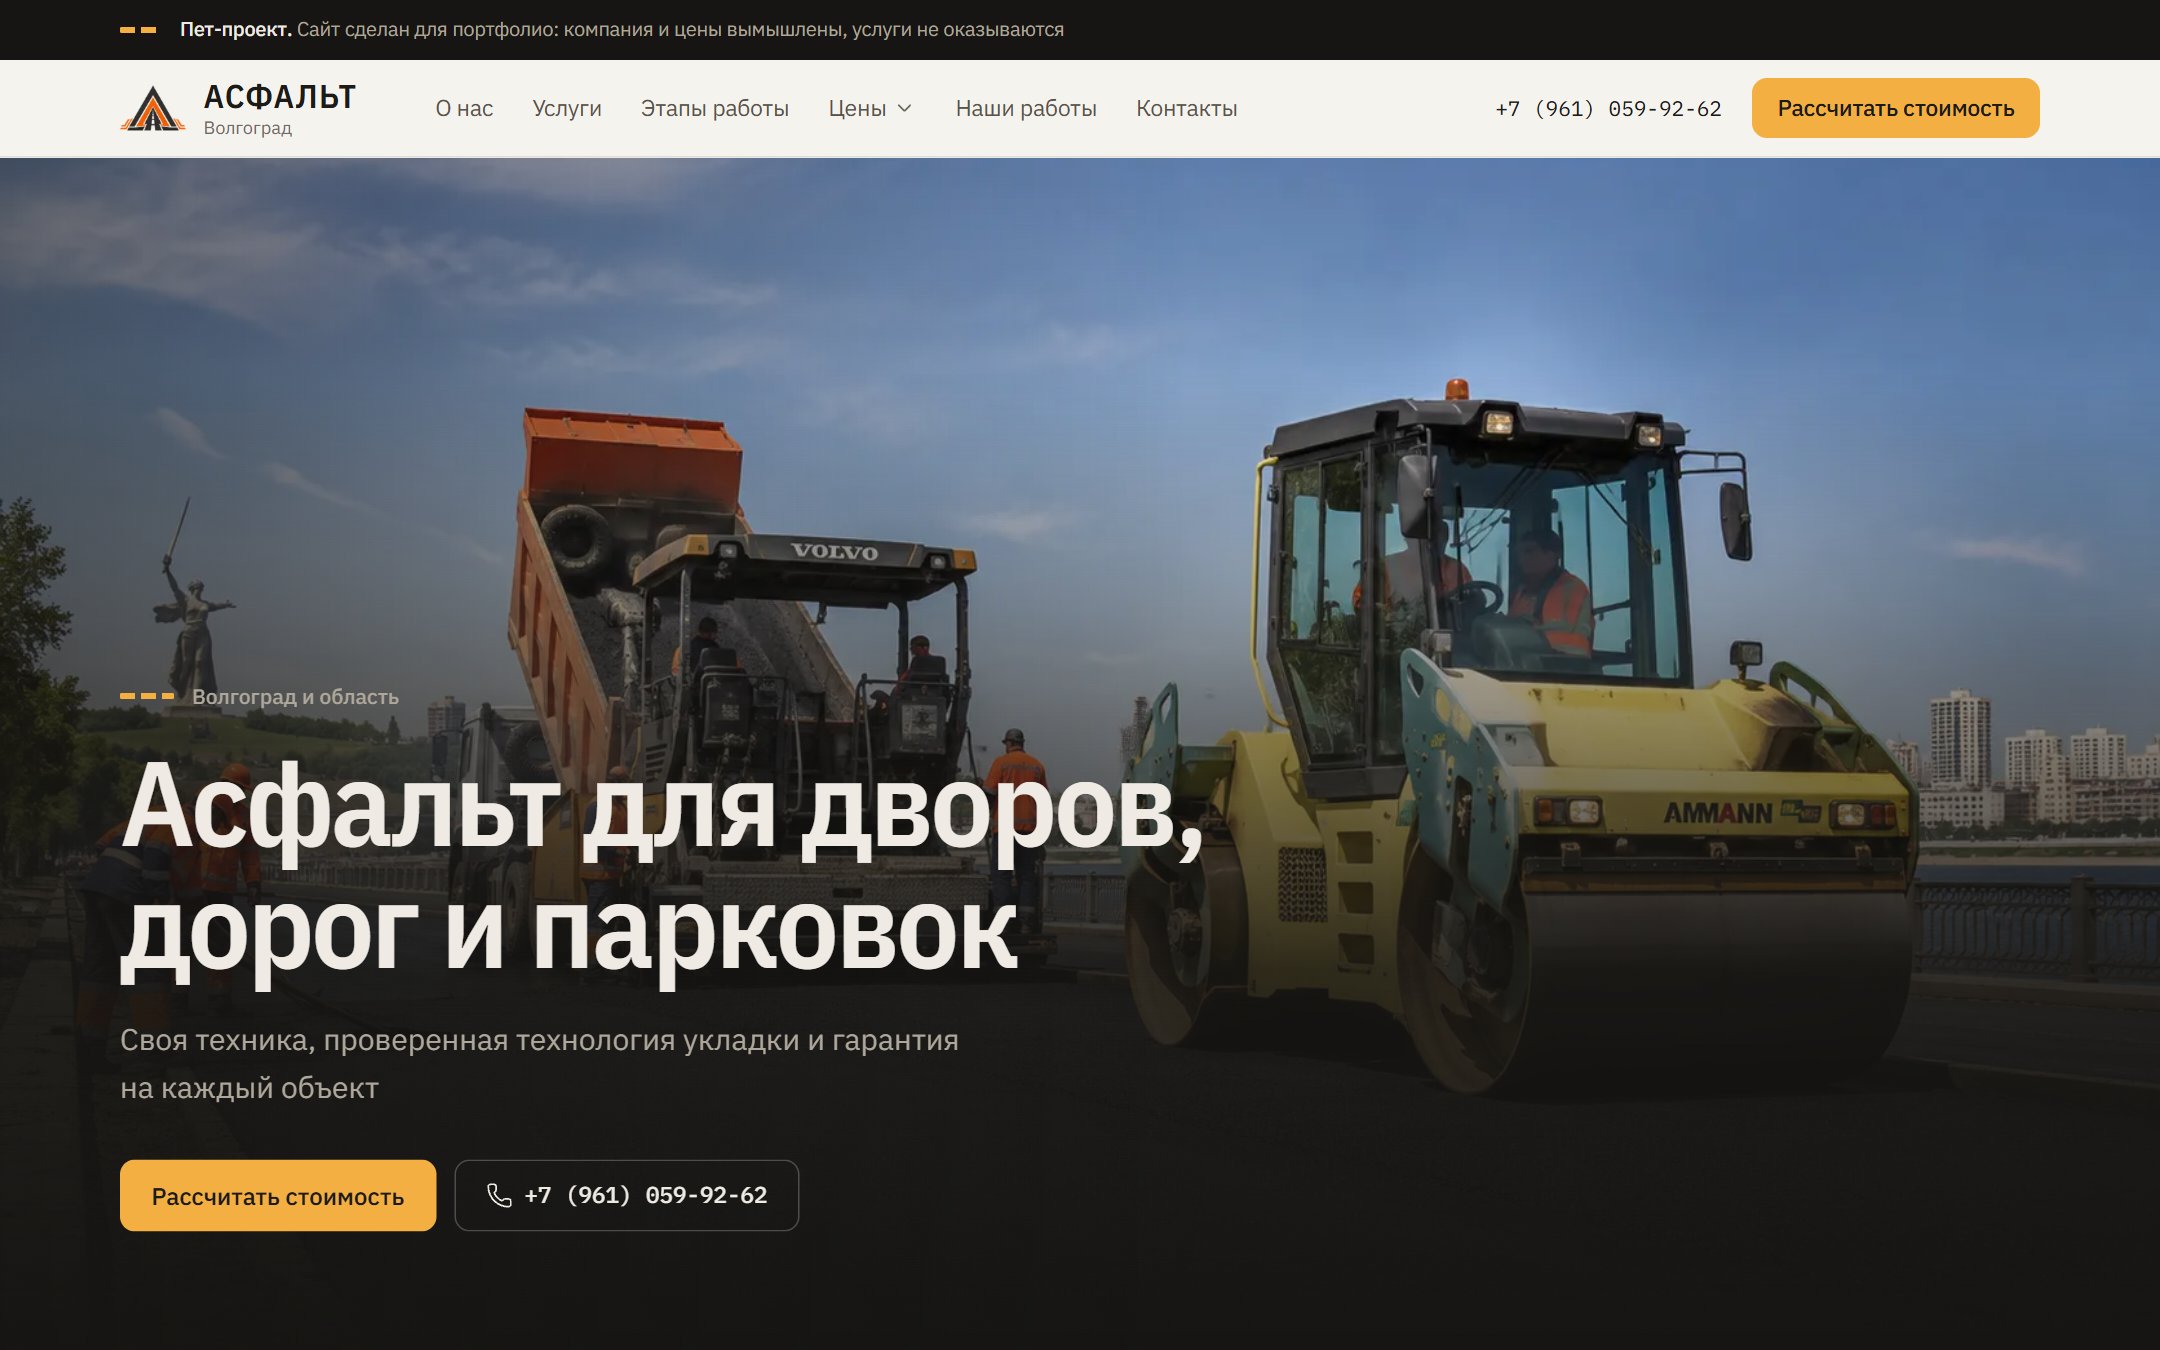 Пет-проект. Сайт сделан для портфолио: компания и цены вымышлены, услуги не оказываются
АСФАЛЬТ
Волгоград
О нас
Услуги
Этапы работы
Цены
Наши работы
Контакты
+7 (961) 059-92-62
Рассчитать стоимость
VOLVO
AMMANN
Волгоград и область
Асфальт для дворов,
дорог и парковок
Своя техника, проверенная технология укладки и гарантия
на каждый объект
Рассчитать стоимость
+7 (961) 059-92-62